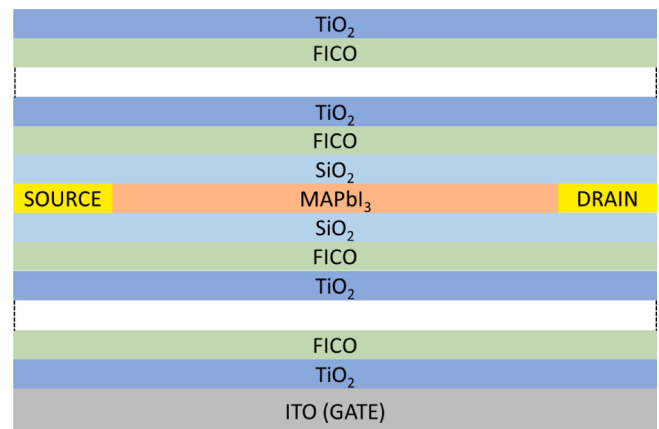 TiO₂
FICO
TiO₂
FICO
SiO₂
SOURCE MAPbI₃ DRAIN
SiO₂
FICO
TiO₂
FICO
TiO₂
ITO (GATE)